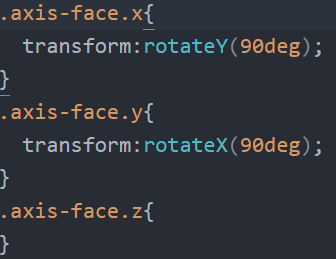 .axis-face.x{
  transform:rotateY(90deg);
}
.axis-face.y{
  transform:rotateX(90deg);
}
.axis-face.z{
}